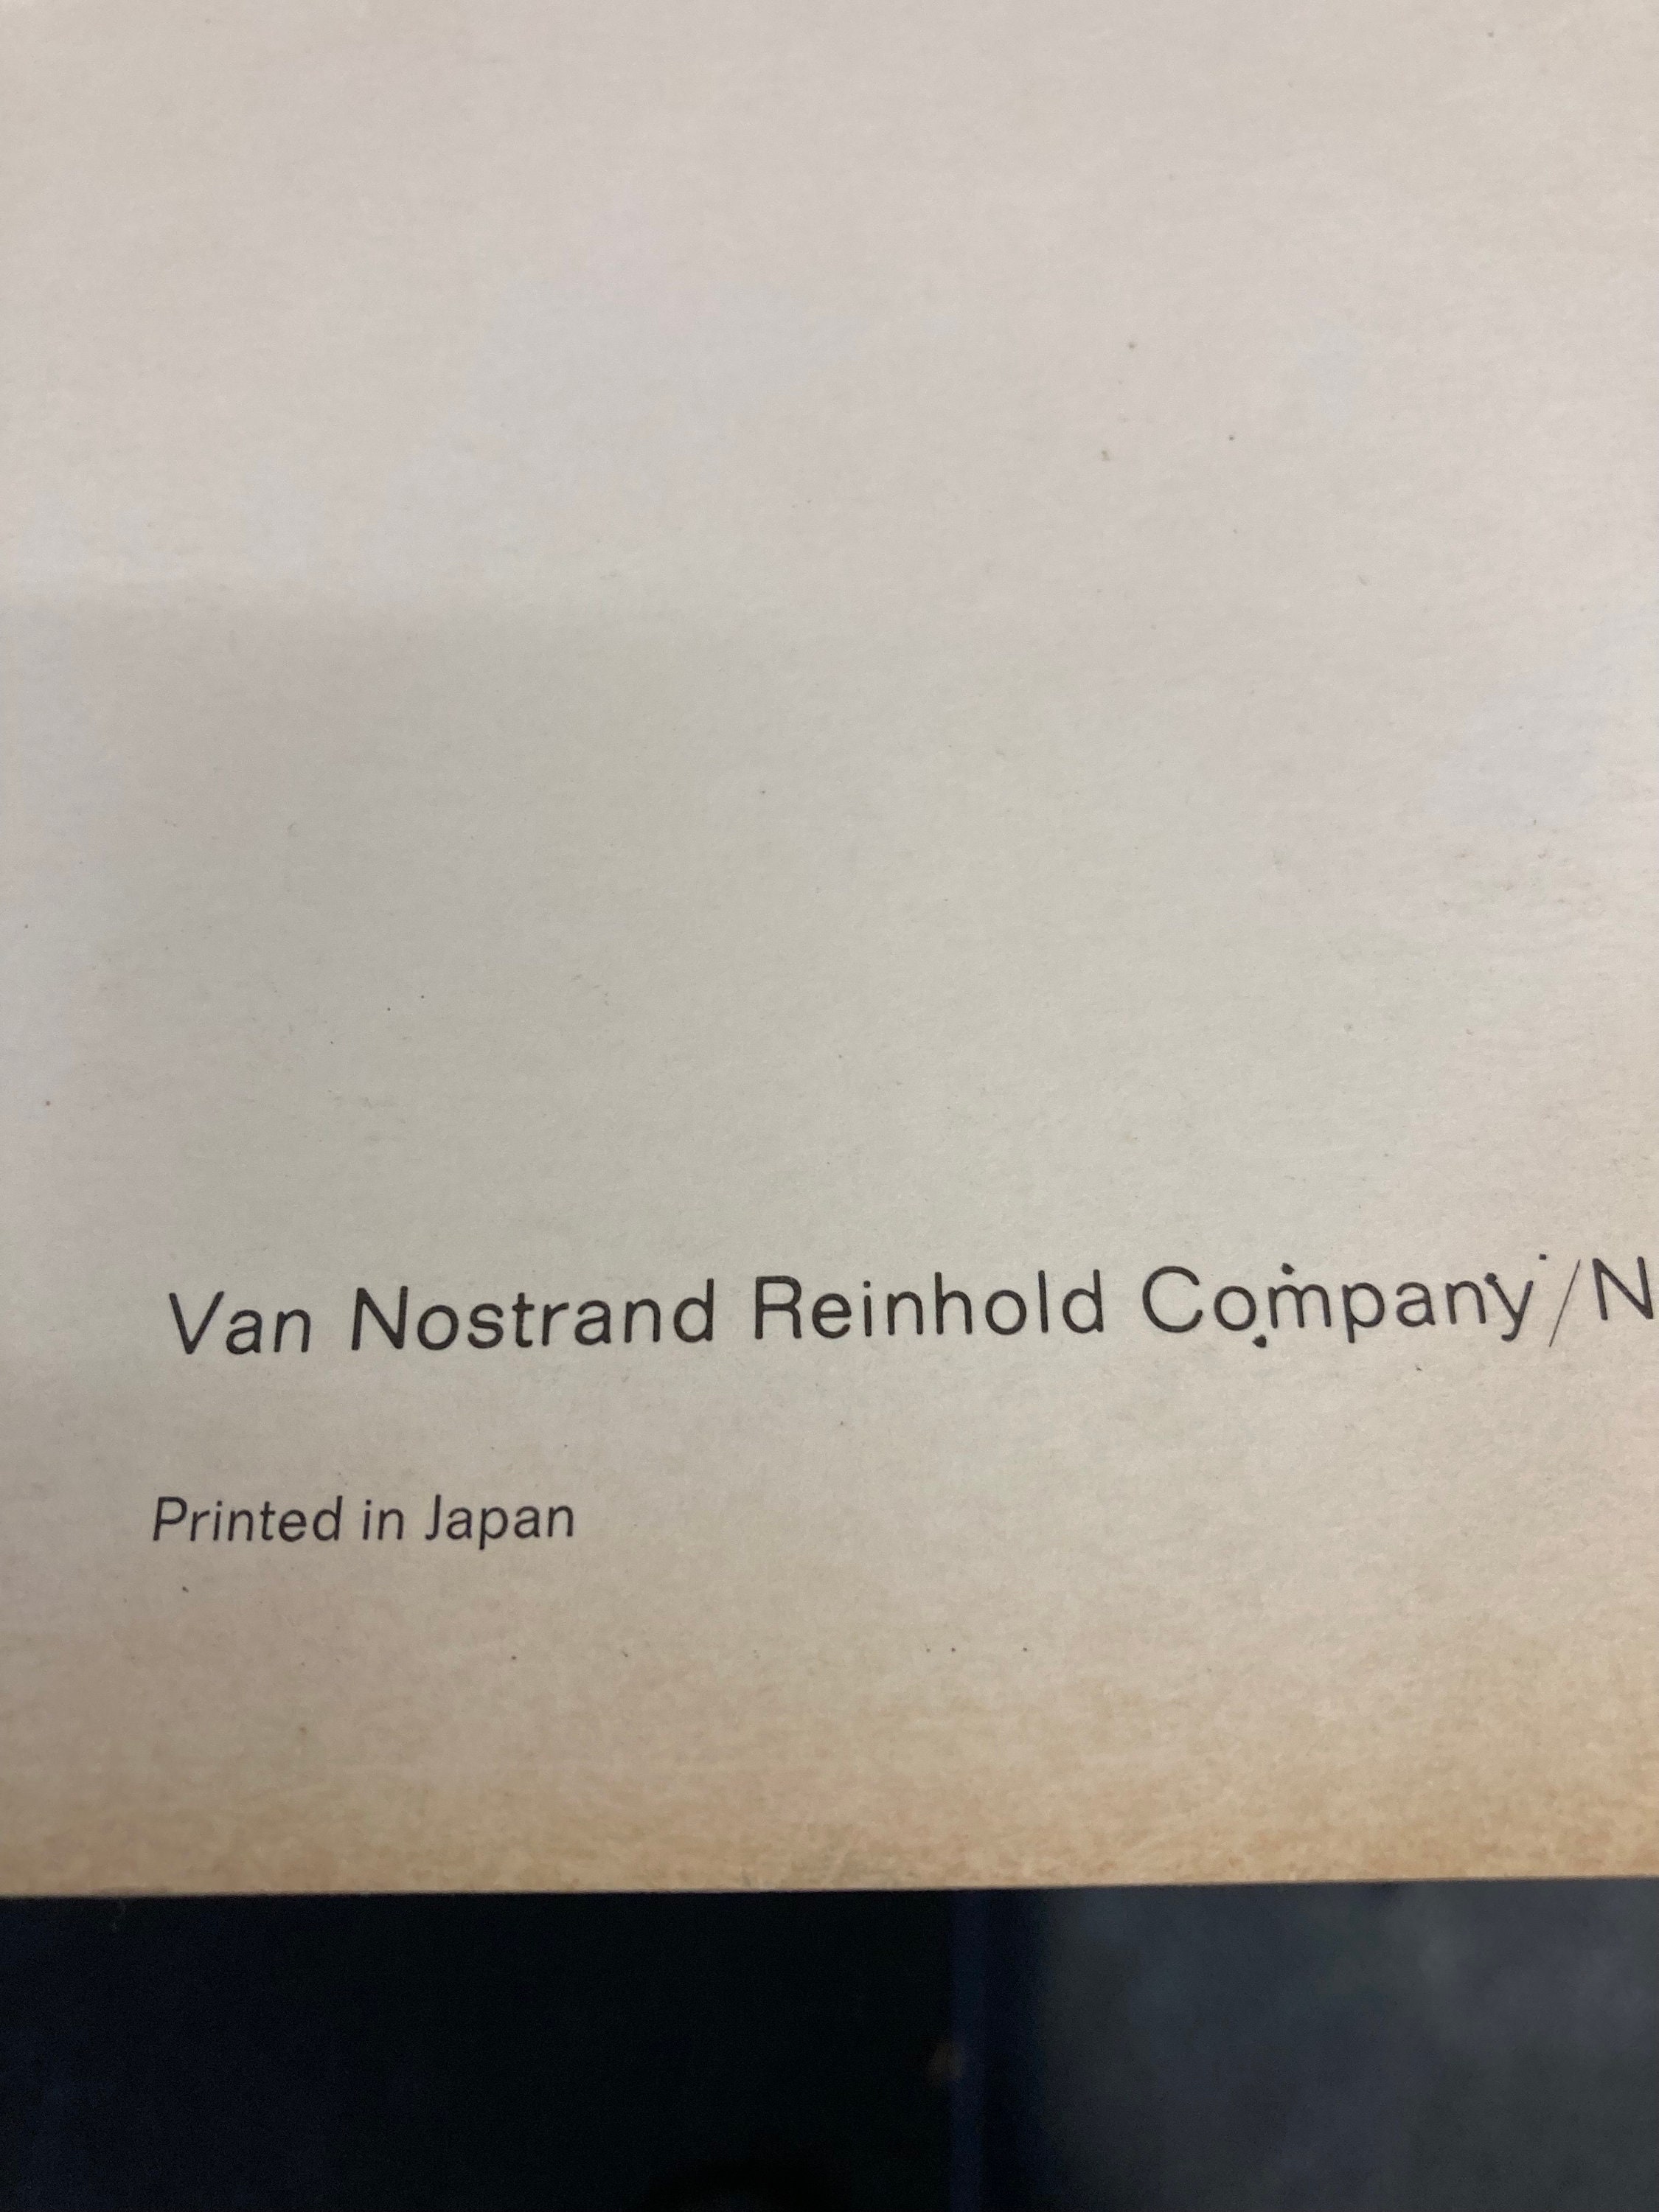 Van Nostrand Reinhold Company/N
Printed in Japan